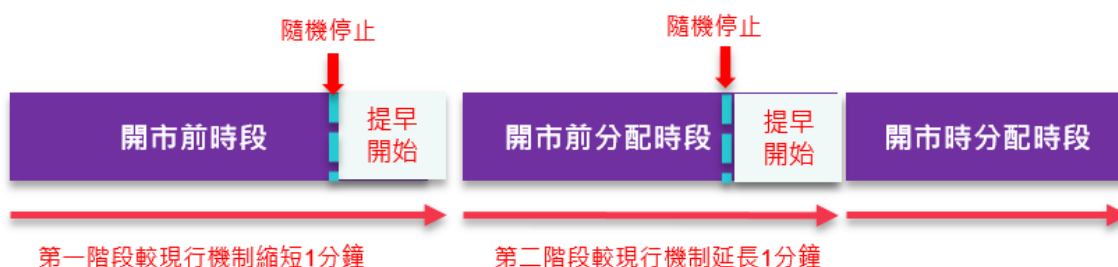 隨機停止
隨機停止
開市前時段
提早
開始
開市前分配時段
提早
開始
開市時分配時段
第一階段較現行機制縮短1分鐘
第二階段較現行機制延長1分鐘